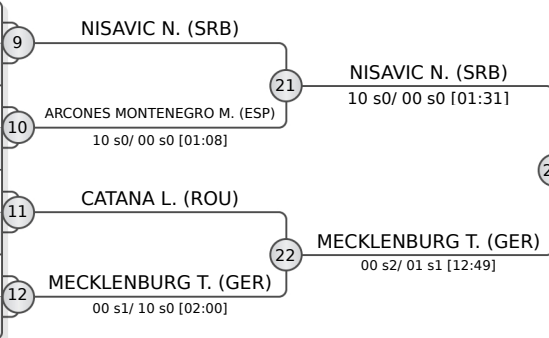 NISAVIC N. (SRB)
9
21
NISAVIC N. (SRB)
10 s0/ 00 s0 [01:31]
ARCONES MONTENEGRO M. (ESP)
10
10 s0/ 00 s0 [01:08]
CATANA L. (ROU)
11
22
MECKLENBURG T. (GER)
00 s2/ 01 s1 [12:49]
MECKLENBURG T. (GER)
12
00 s1/ 10 s0 [02:00]